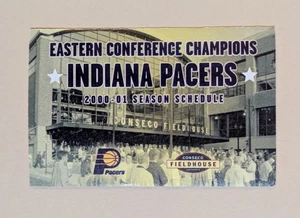 EASTERN CONFERENCE CHAMPIONS
INDIANA PACERS
2000-01 SEASON SCHEDULE
CONSECO FIELDHOUSE
Pacers
CONSECO
FIELDHOUSE